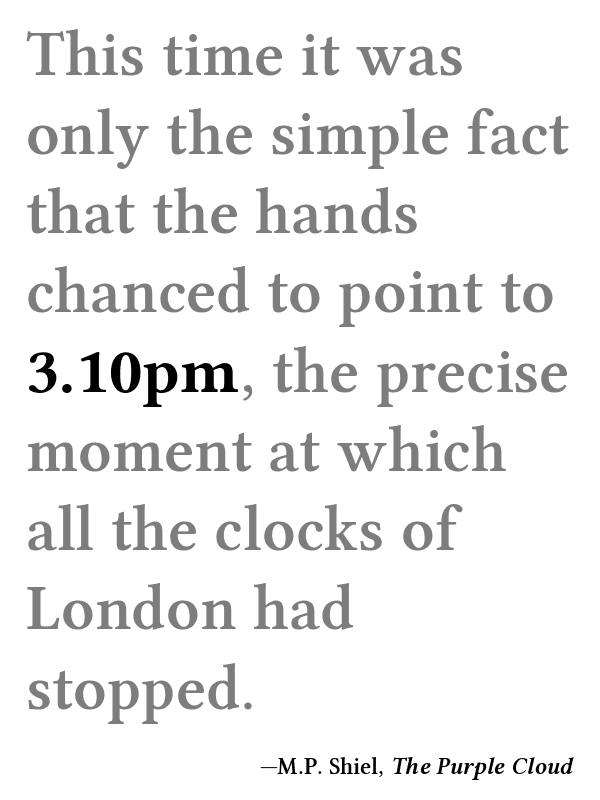 This time it was
only the simple fact
that the hands
chanced to point to
3.10pm, the precise
moment at which
all the clocks of
London had
stopped.
—M.P. Shiel, The Purple Cloud